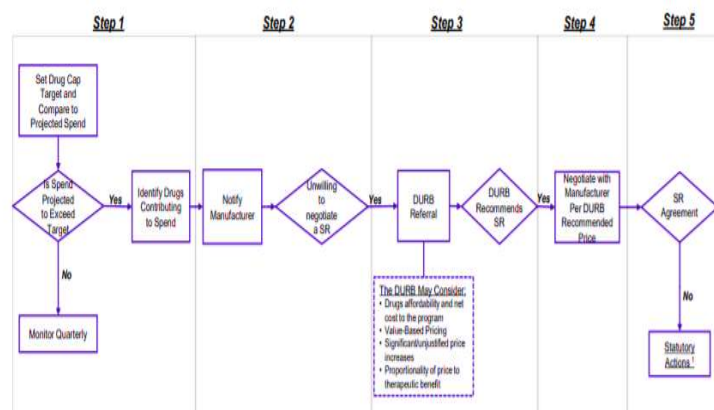 Step 1
Step 2
Step 3
Step 4
Step 5
Set Drug Cap
Target and
Compare to
Projected Spend
Is Spend
Projected
to Exceed
Target
Yes
Identify Drugs
Contributing
to Spend
No
Monitor Quarterly
Notify
Manufacturer
Unwilling
to
negotiate
a SR
Yes
DURB
Referral
DURB
Recommends
SR
The DURB May Consider:
• Drugs affordability and net
cost to the program
• Value-Based Pricing
• Significant/unjustified price
increases
• Proportionality of price to
therapeutic benefit
Yes
Negotiate with
Manufacturer
Per DURB
Recommended
Price
SR
Agreement
No
Statutory
Actions ¹